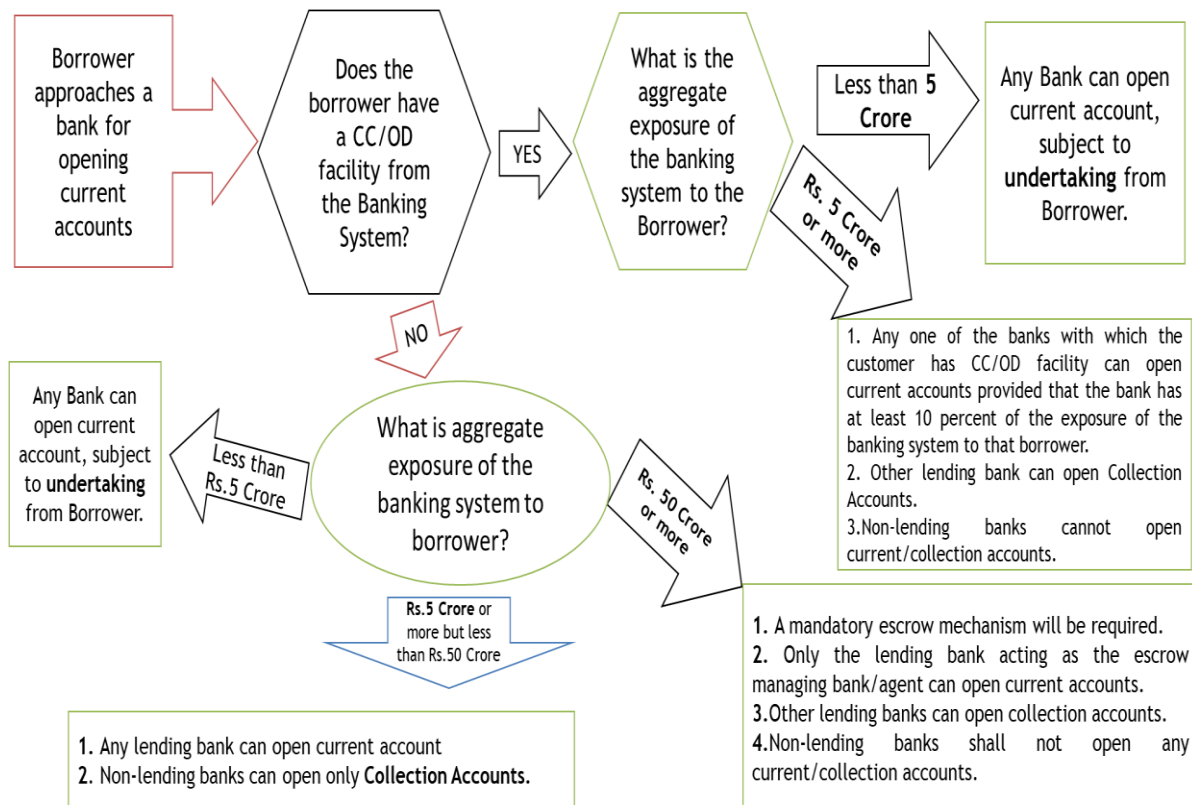 Borrower
approaches a
bank for
opening
current
accounts
Does the
borrower have
a CC/OD
facility from
the Banking
System?
YES
What is the
aggregate
exposure of
the banking
system to the
Borrower?
Less than 5
Crore
Any Bank can open
current account,
subject to
undertaking from
Borrower.
Rs. 5 Crore
or more
1. Any one of the banks with which the
customer has CC/OD facility can open
current accounts provided that the bank has
at least 10 percent of the exposure of the
banking system to that borrower.
2. Other lending bank can open Collection
Accounts.
3.Non-lending banks cannot open
current/collection accounts.
NO
What is aggregate
exposure of the
banking system to
borrower?
Less than
Rs.5 Crore
Any Bank can
open current
account, subject
to undertaking
from Borrower.
Rs. 50 Crore
or more
1. A mandatory escrow mechanism will be required.
2. Only the lending bank acting as the escrow
managing bank/agent can open current accounts.
3.Other lending banks can open collection accounts.
4.Non-lending banks shall not open any
current/collection accounts.
Rs.5 Crore or
more but less
than Rs.50 Crore
1. Any lending bank can open current account
2. Non-lending banks can open only Collection Accounts.